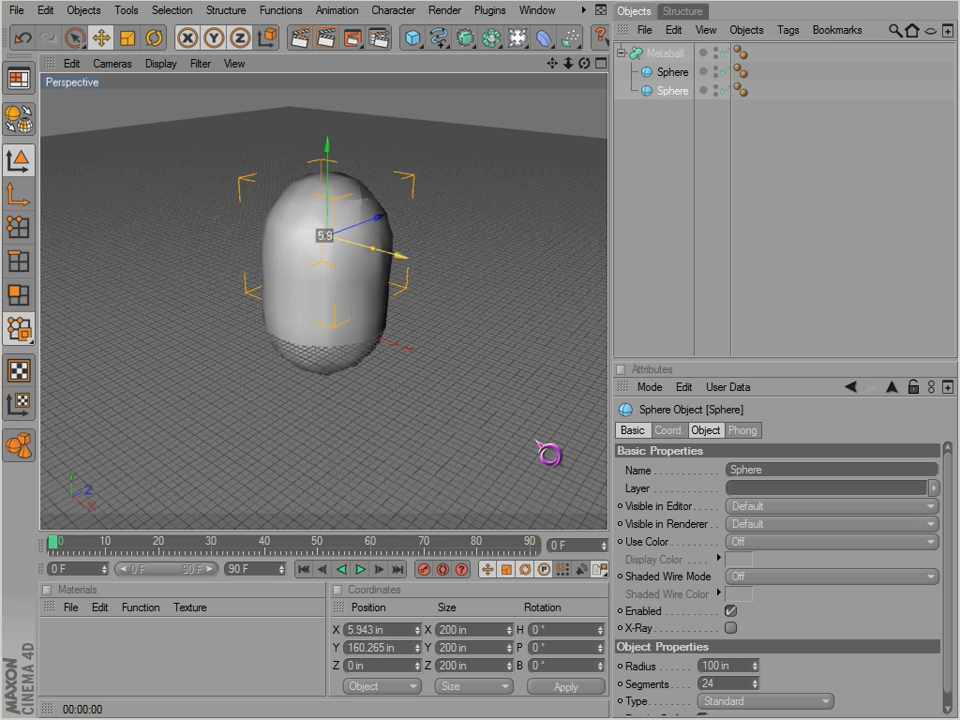 File Edit Objects Tools Selection Structure Functions Animation Character Render Plugins Window
Objects Structure
File Edit View Objects Tags Bookmarks
Edit Cameras Display Filter View
Perspective
Metaball
Sphere
Sphere
5.9
Y
Z
X
Attributes
Mode Edit User Data
Sphere Object [Sphere]
Basic Coord. Object Phong
Basic Properties
Name Sphere
Layer
Visible in Editor Default
Visible in Renderer Default
Use Color Off
Display Color
Shaded Wire Mode Off
Shaded Wire Color
Enabled
X-Ray
Object Properties
Radius 100 in
Segments 24
Type Standard
0 10 20 30 40 50 60 70 80 90 0 F
0 F 0 F 90 F 90 F
Materials
File Edit Function Texture
Coordinates
Position Size Rotation
X 5.943 in X 200 in H 0 °
Y 160.265 in Y 200 in P 0 °
Z 0 in Z 200 in B 0 °
Object Size Apply
MAXON
CINEMA 4D
00:00:00